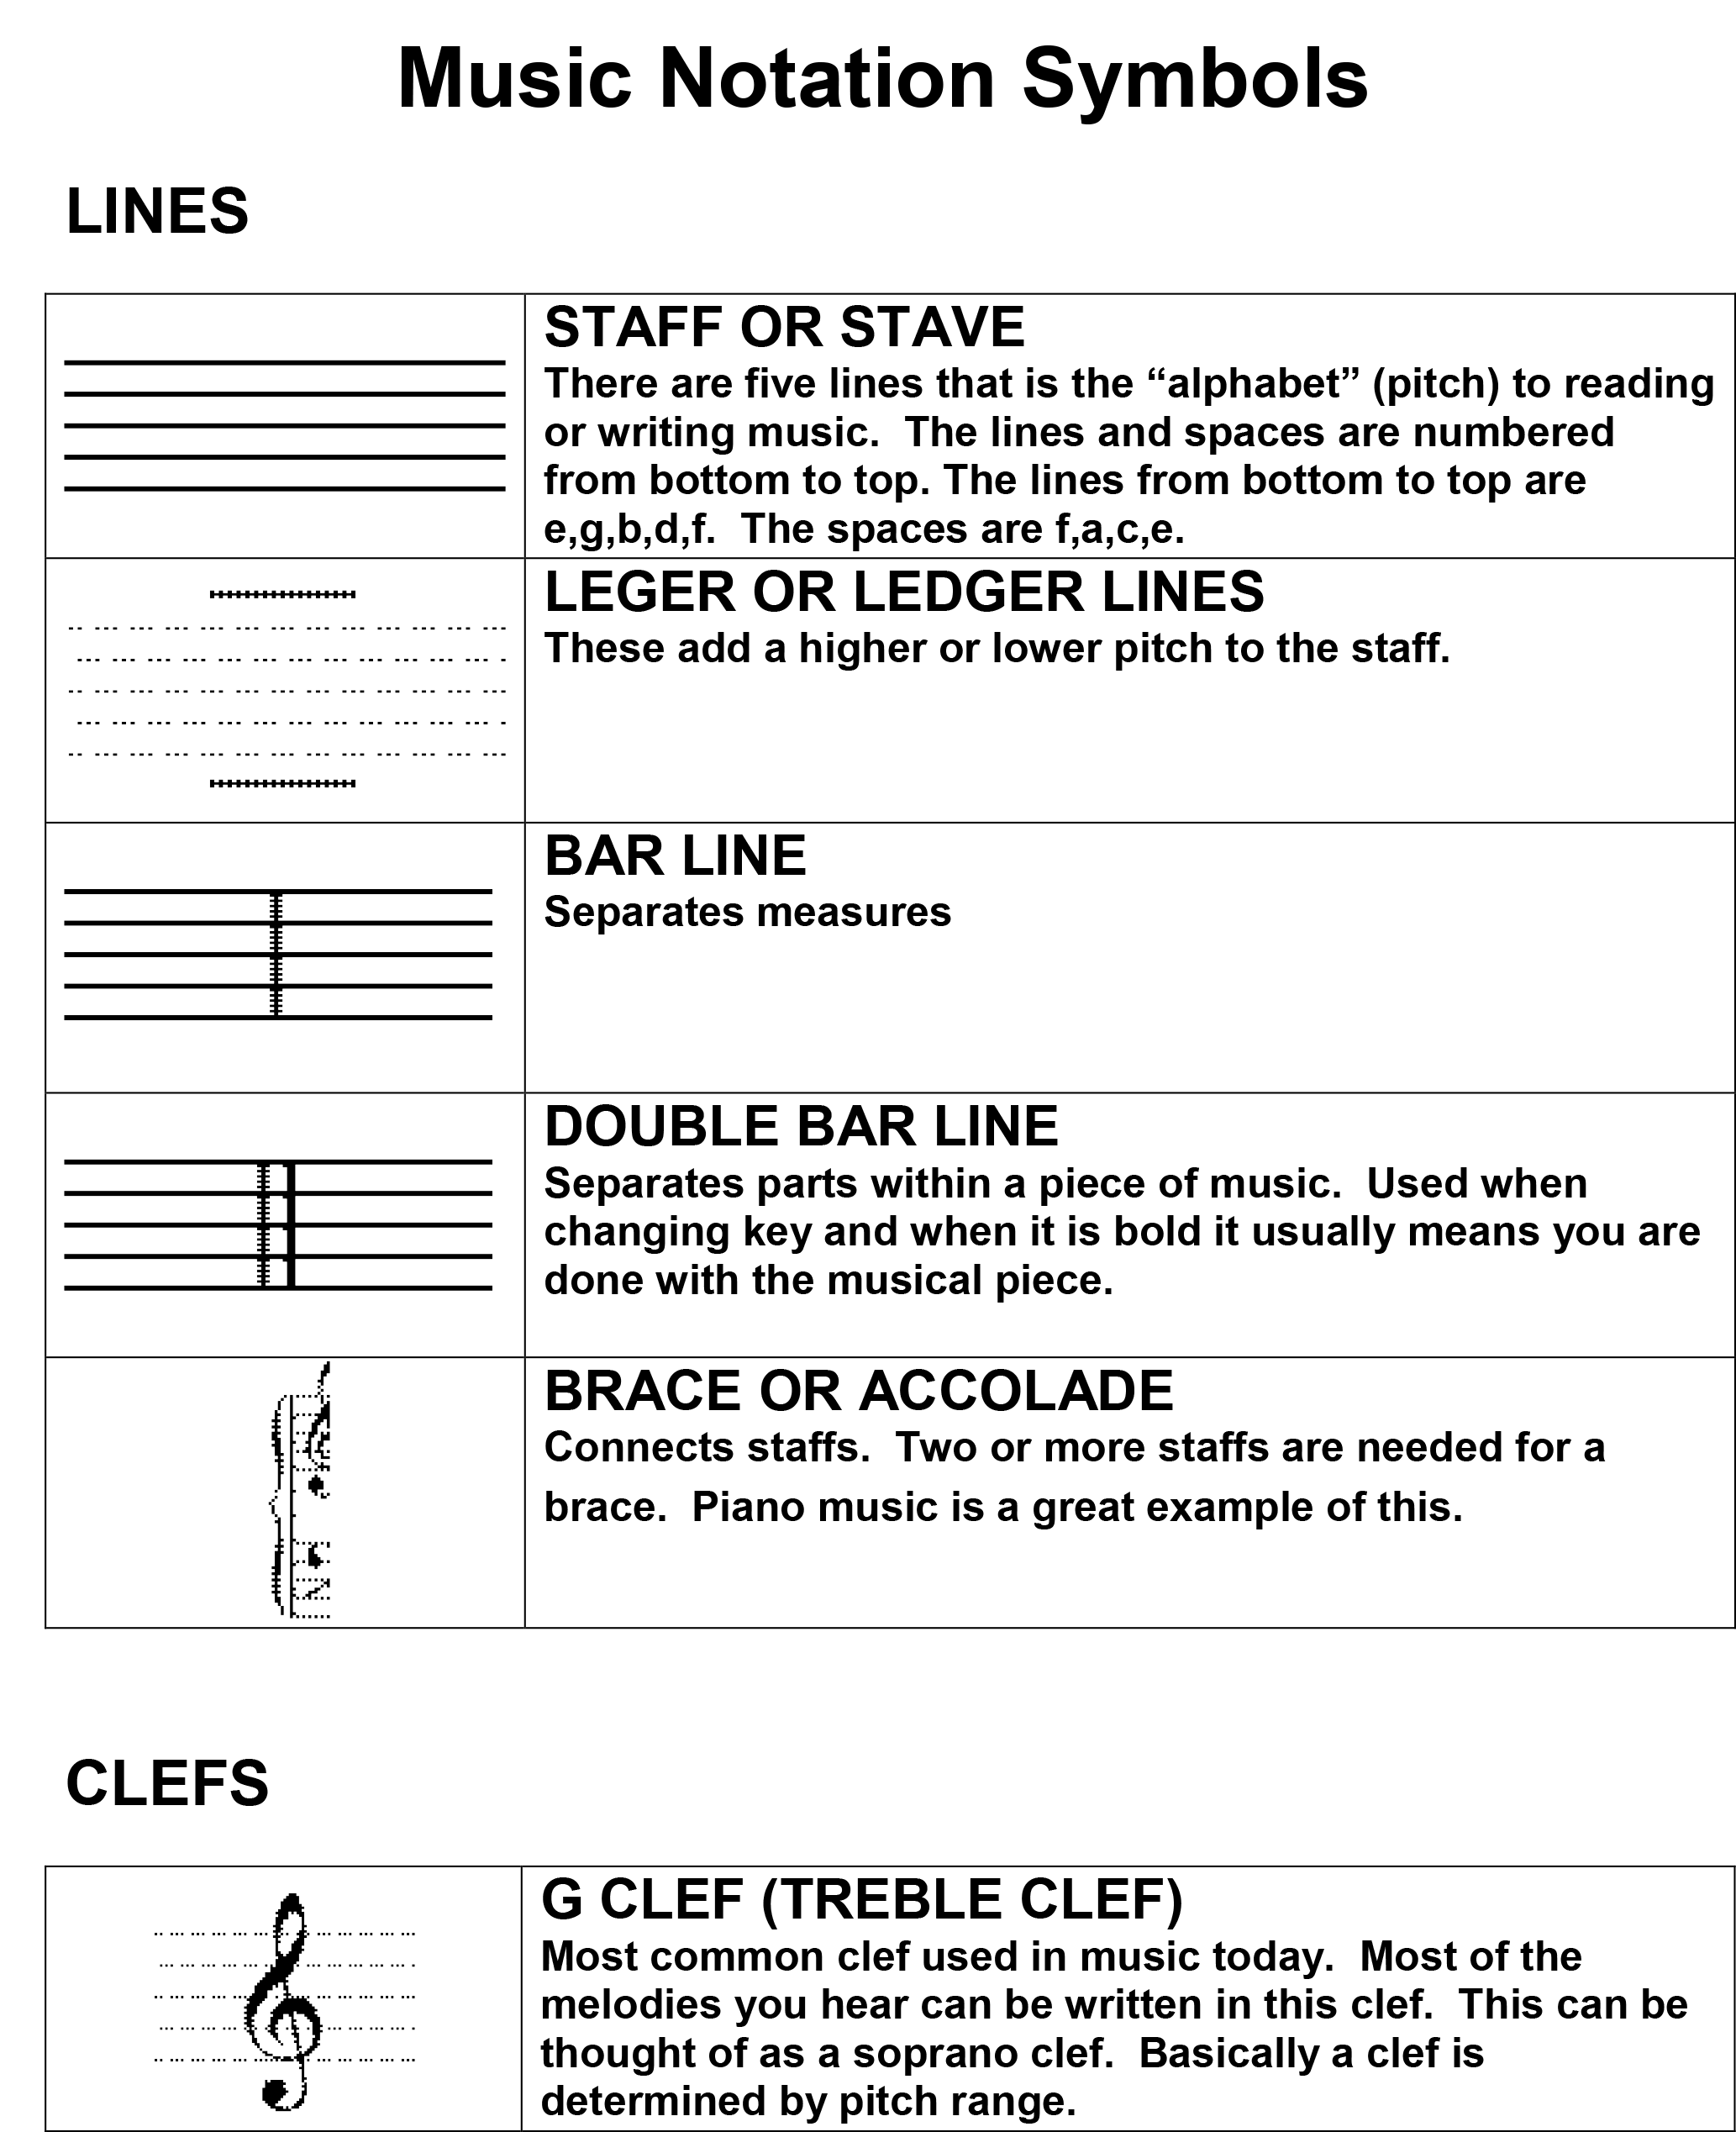 Music Notation Symbols
LINES
STAFF OR STAVE
There are five lines that is the “alphabet” (pitch) to reading
or writing music.  The lines and spaces are numbered
from bottom to top. The lines from bottom to top are
e,g,b,d,f.  The spaces are f,a,c,e.
LEGER OR LEDGER LINES
These add a higher or lower pitch to the staff.
BAR LINE
Separates measures
DOUBLE BAR LINE
Separates parts within a piece of music.  Used when
changing key and when it is bold it usually means you are
done with the musical piece.
BRACE OR ACCOLADE
Connects staffs.  Two or more staffs are needed for a
brace.  Piano music is a great example of this.
CLEFS
G CLEF (TREBLE CLEF)
Most common clef used in music today.  Most of the
melodies you hear can be written in this clef.  This can be
thought of as a soprano clef.  Basically a clef is
determined by pitch range.